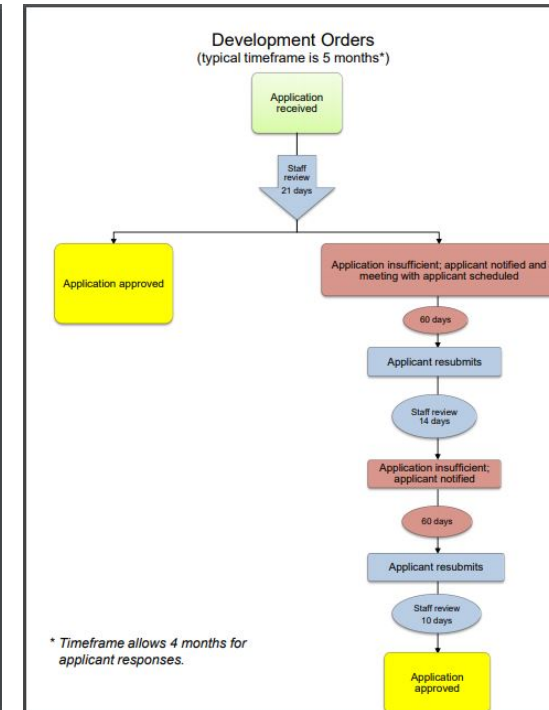 Development Orders
(typical timeframe is 5 months*)
Application
received
Staff
review
21 days
Application approved
Application insufficient; applicant notified and
meeting with applicant scheduled
60 days
Applicant resubmits
Staff review
14 days
Application insufficient;
applicant notified
60 days
Applicant resubmits
Staff review
10 days
* Timeframe allows 4 months for
applicant responses.
Application
approved